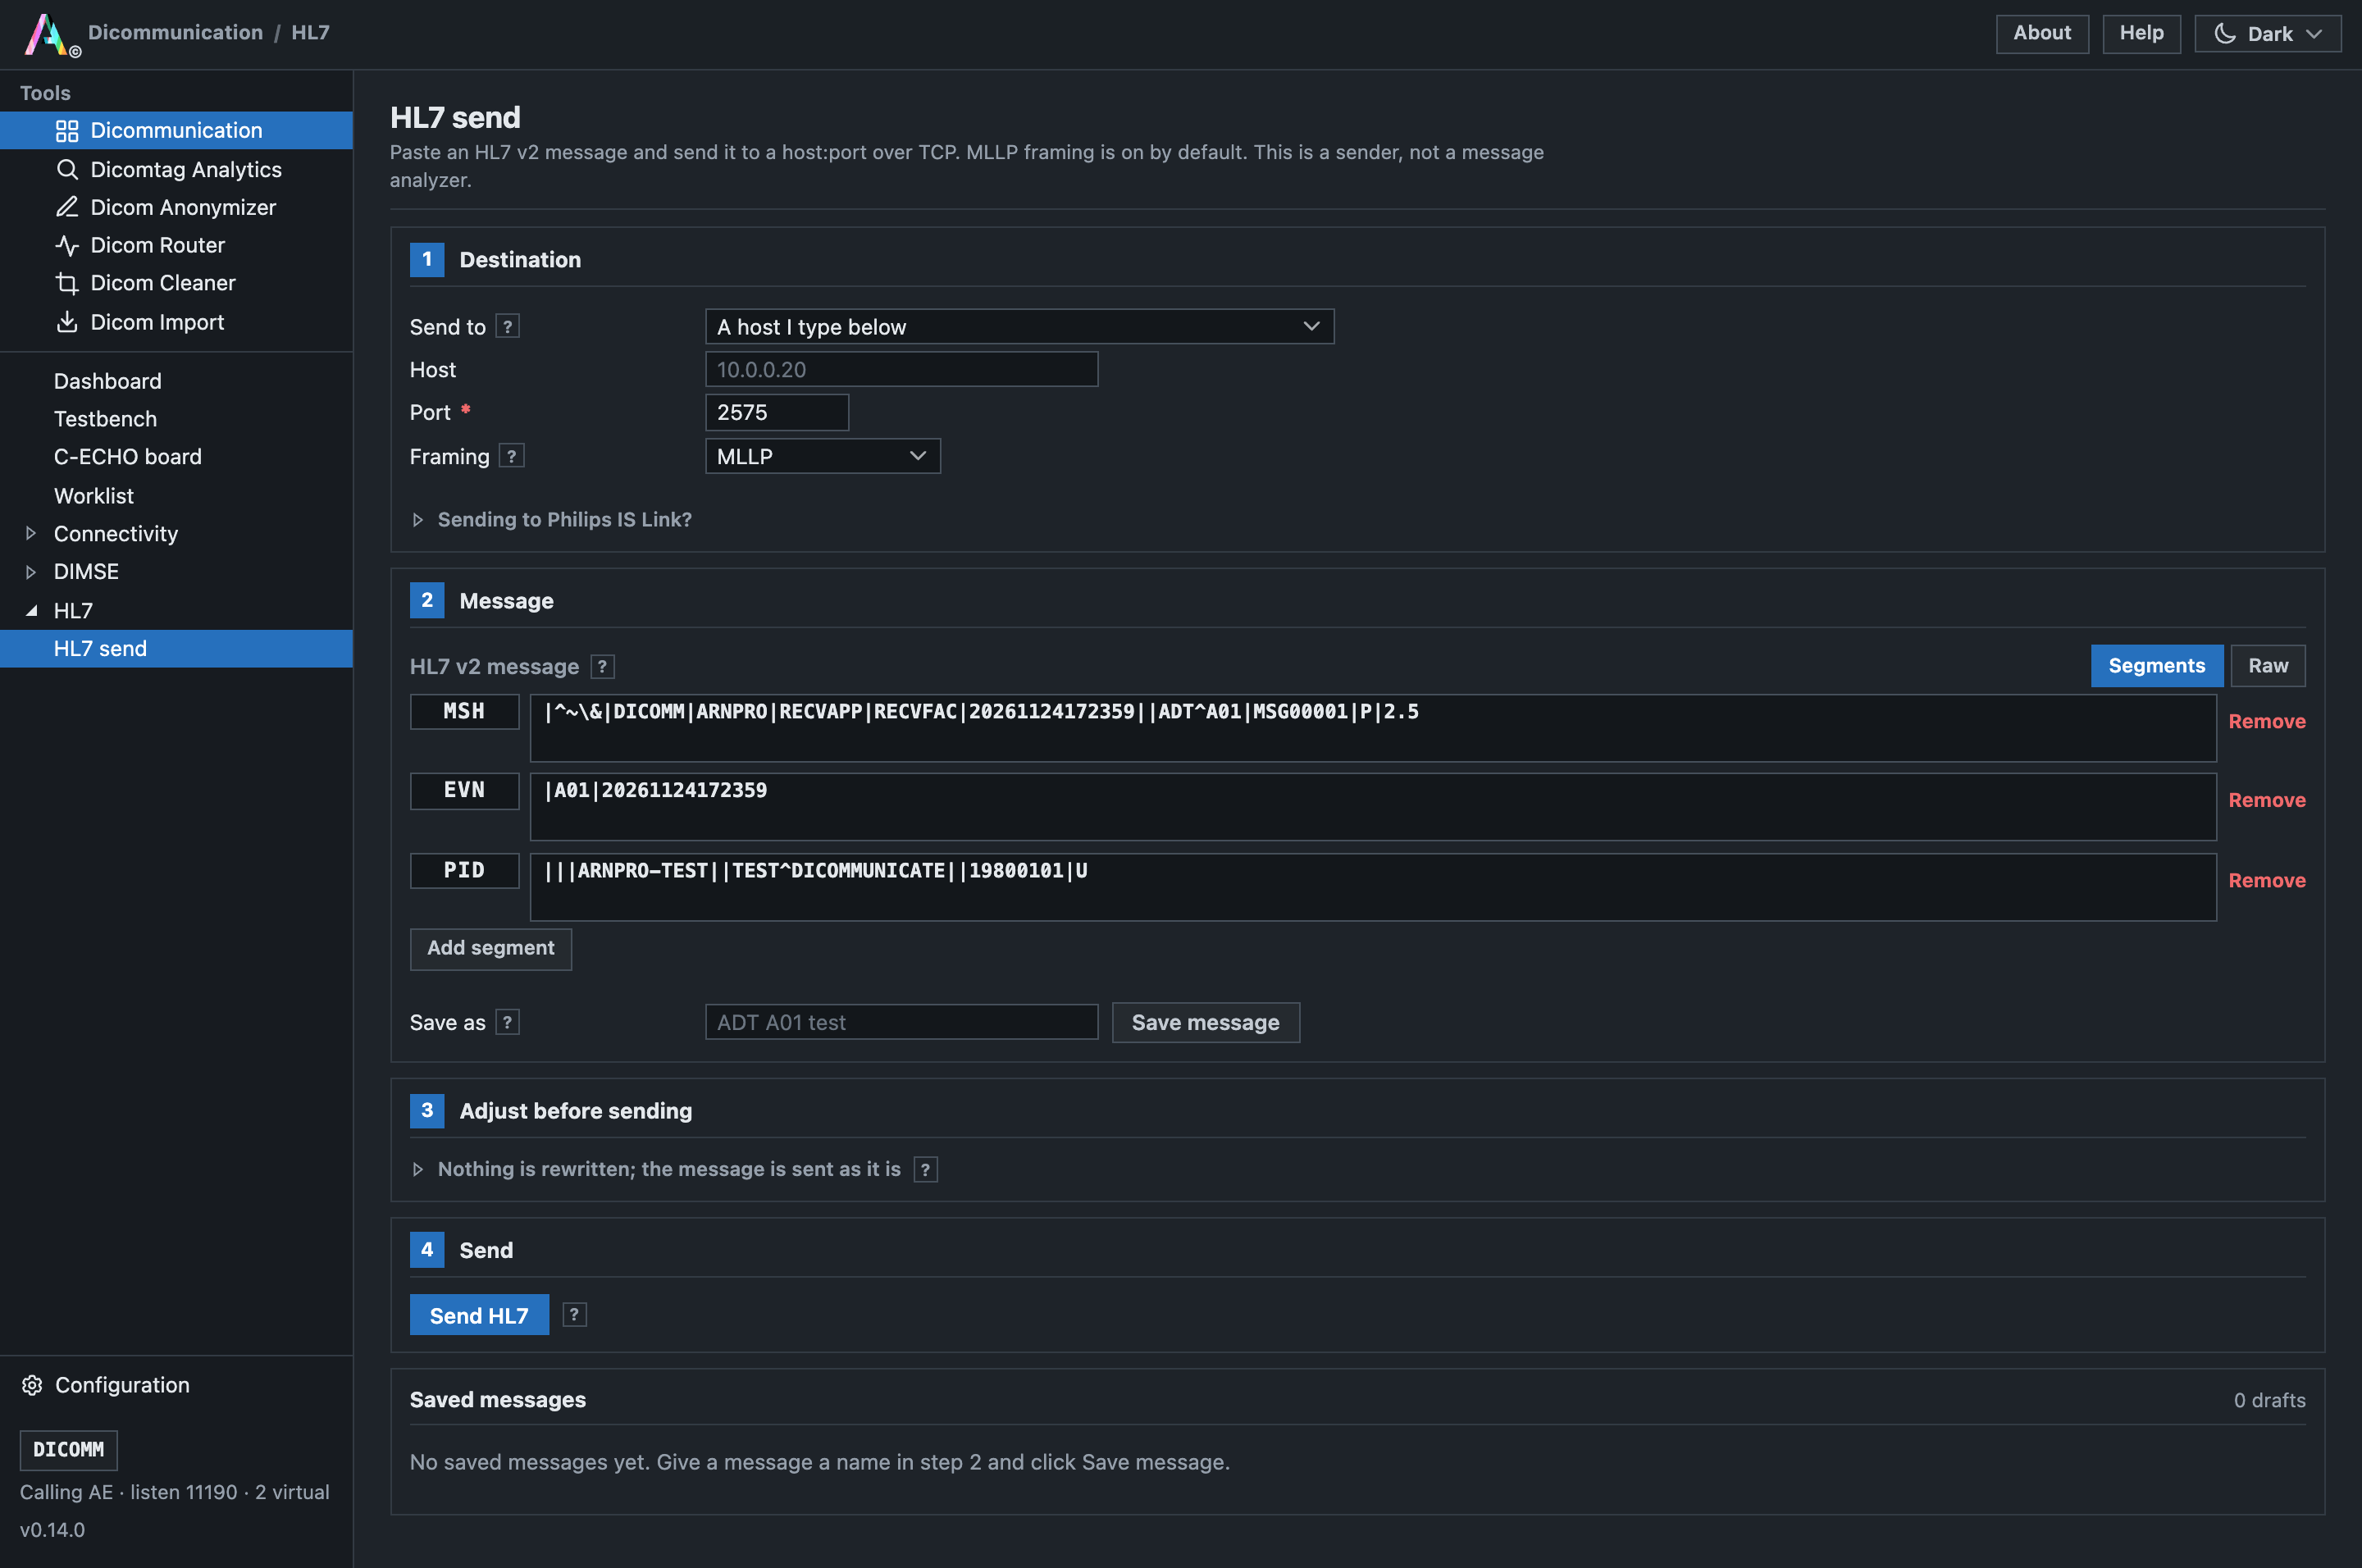 Dicommunication / HL7
About
Help
Dark
Tools
Dicommunication
Dicomtag Analytics
Dicom Anonymizer
Dicom Router
Dicom Cleaner
Dicom Import
Dashboard
Testbench
C-ECHO board
Worklist
Connectivity
DIMSE
HL7
HL7 send
Configuration
DICOMM
Calling AE · listen 11190 · 2 virtual
v0.14.0
HL7 send
Paste an HL7 v2 message and send it to a host:port over TCP. MLLP framing is on by default. This is a sender, not a message
analyzer.
1 Destination
Send to ? A host I type below
Host 10.0.0.20
Port * 2575
Framing ? MLLP
Sending to Philips IS Link?
2 Message
HL7 v2 message ? Segments Raw
MSH |^~\&|DICOMM|ARNPRO|RECVAPP|RECVFAC|20261124172359||ADT^A01|MSG00001|P|2.5 Remove
EVN |A01|20261124172359 Remove
PID |||ARNPRO-TEST||TEST^DICOMMUNICATE||19800101|U Remove
Add segment
Save as ? ADT A01 test Save message
3 Adjust before sending
Nothing is rewritten; the message is sent as it is ?
4 Send
Send HL7 ?
Saved messages 0 drafts
No saved messages yet. Give a message a name in step 2 and click Save message.